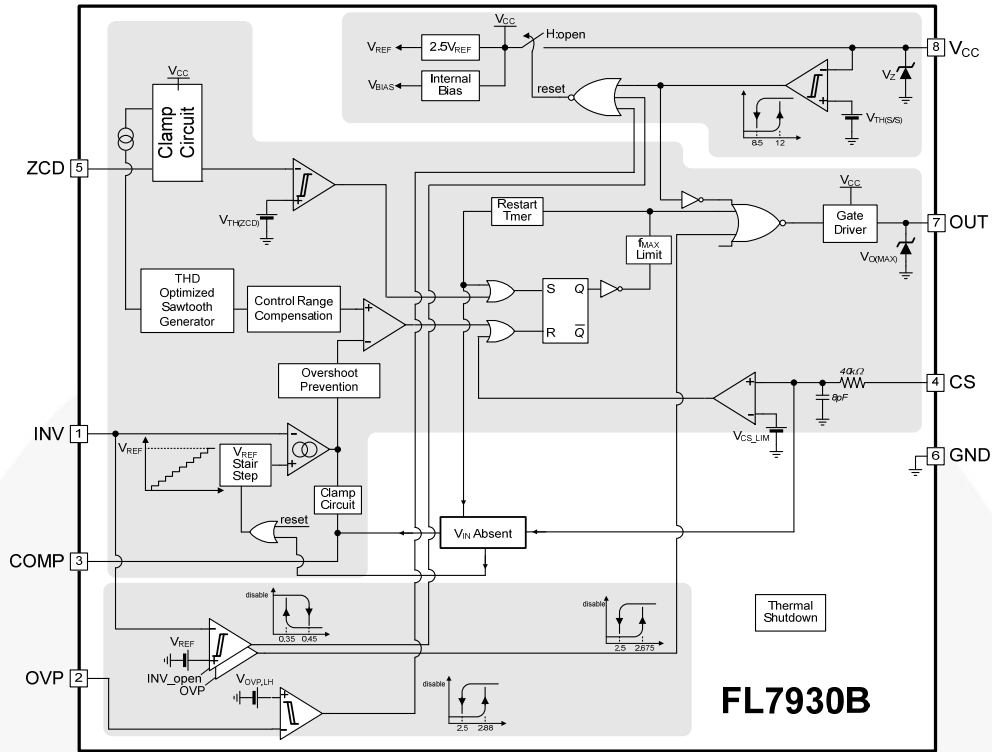 VCC
H:open
VREF
2.5VREF
8
VCC
VZ
Internal
Bias
VBIAS
reset
VTH(S/S)
8.5 12
VCC
Clamp
Circuit
ZCD
5
VTH(ZCD)
Restart
Tmer
fMAX
Limit
VCC
Gate
Driver
7
OUT
VO(MAX)
THD
Optimized
Sawtooth
Generator
Control Range
Compensation
S Q
R Q
Overshoot
Prevention
40kΩ
4
CS
8pF
VCS_LIM
INV
1
VREF
VREF
Stair
Step
6
GND
Clamp
Circuit
reset
VIN Absent
COMP
3
disable
0.35 0.45
disable
2.5 2.675
Thermal
Shutdown
VREF
INV_open
OVP
OVP
2
VOVP,LH
disable
2.5 2.88
FL7930B